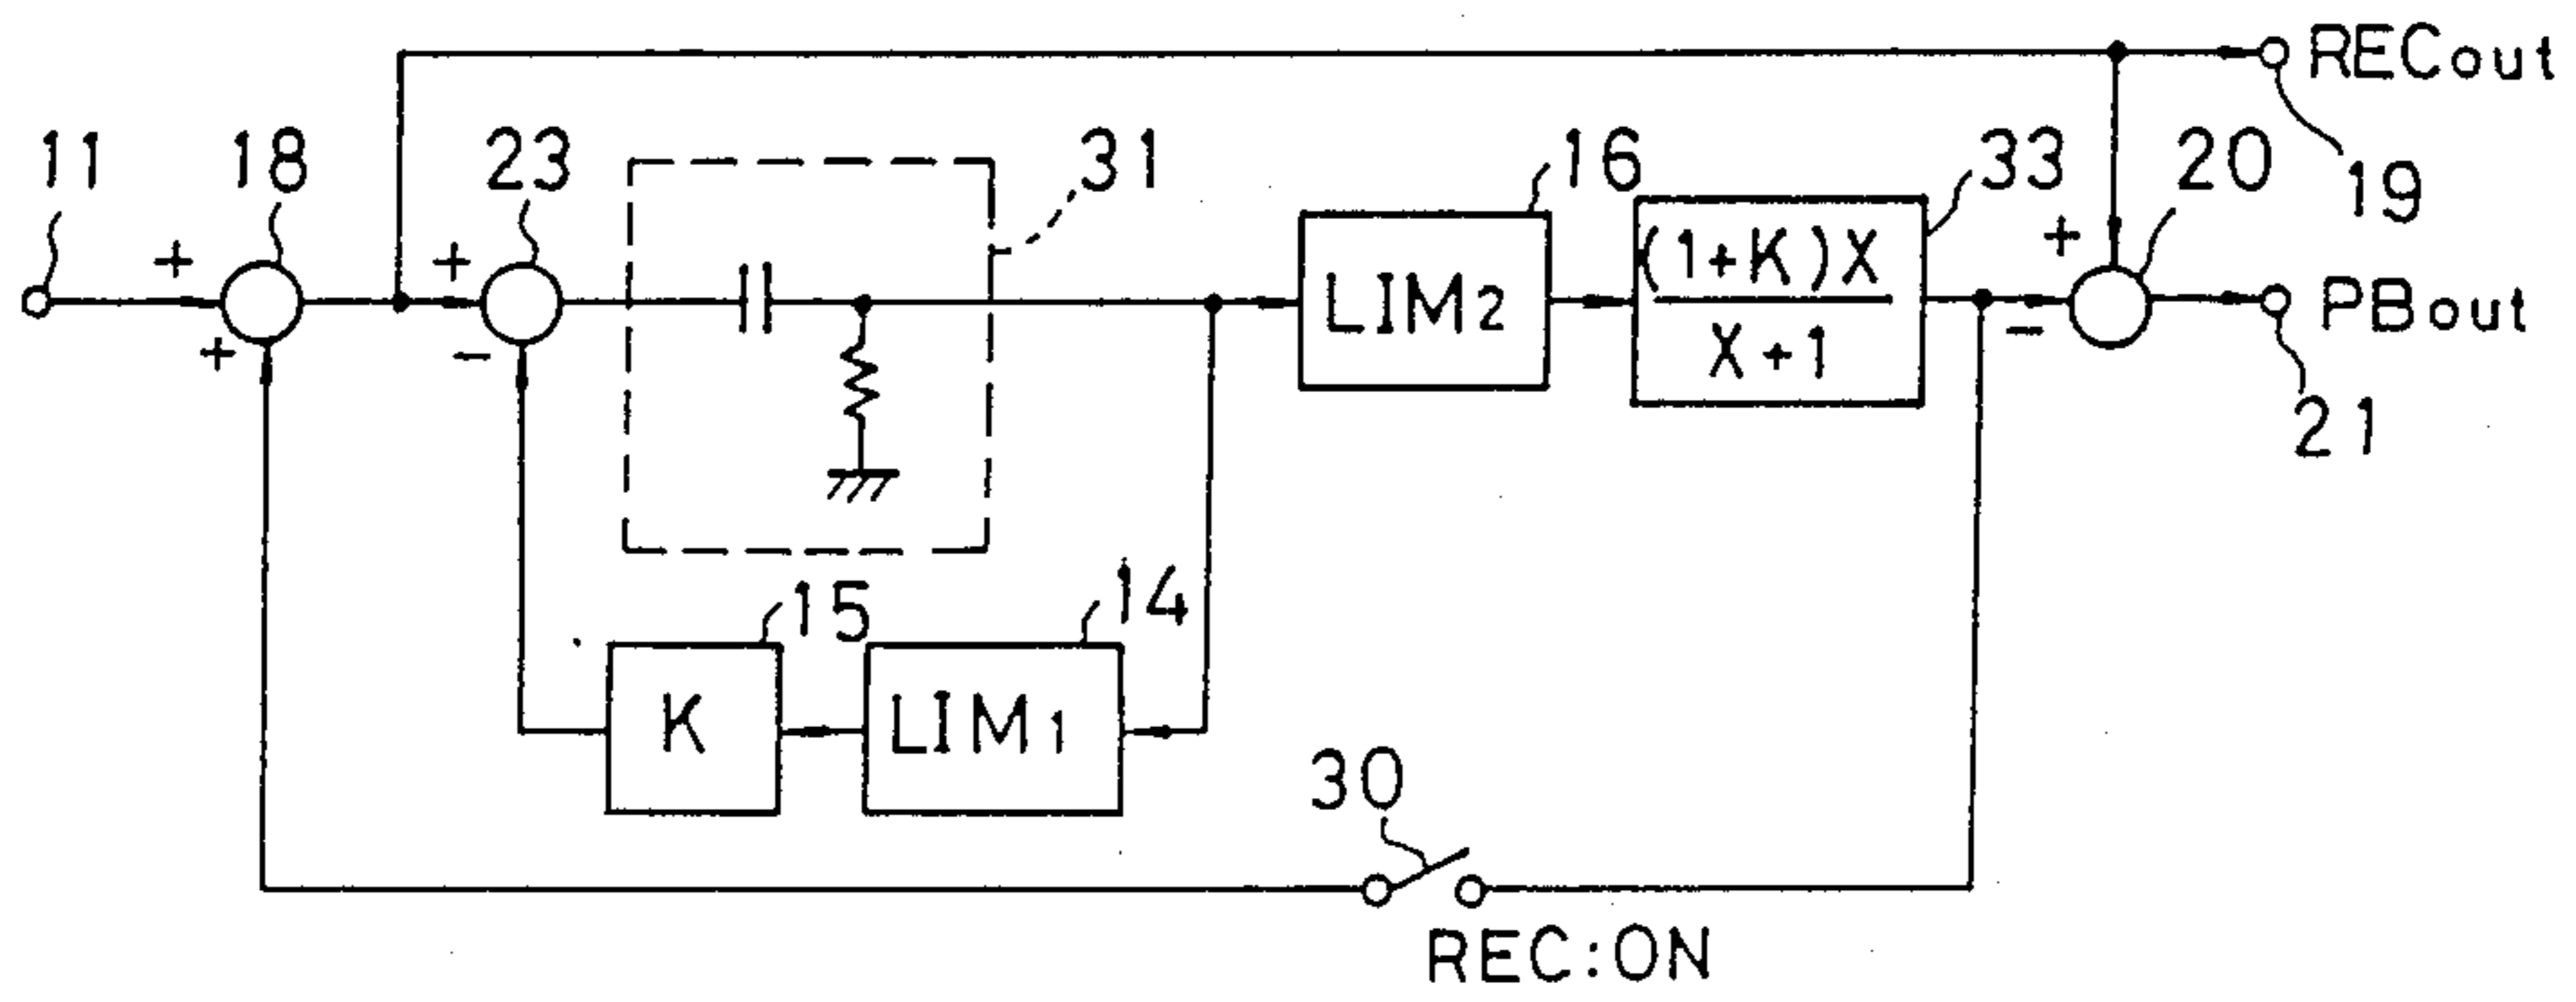 RECout
11
18
23
31
16
33
20
19
+
+
+
-
+
-
LIM2
(1+K)X
X+1
PBout
21
15
14
K
LIM1
30
REC:ON